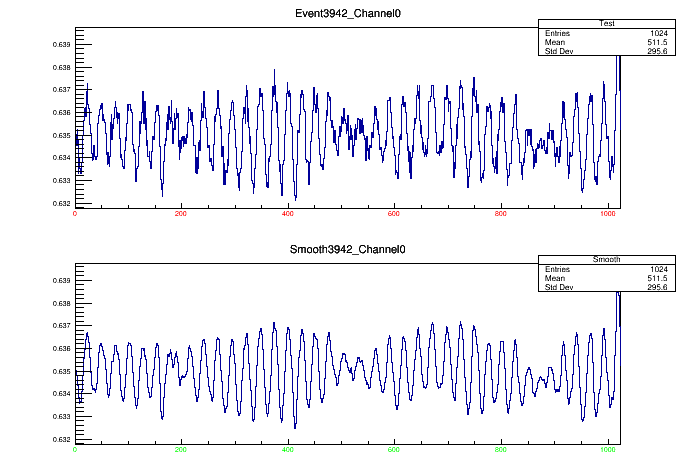 Event3942_Channel0
Test
Entries 1024
Mean 511.5
Std Dev 295.6
0.639
0.638
0.637
0.636
0.635
0.634
0.633
0.632
0 200 400 600 800 1000
Smooth3942_Channel0
Smooth
Entries 1024
Mean 511.5
Std Dev 295.6
0.639
0.638
0.637
0.636
0.635
0.634
0.633
0.632
0 200 400 600 800 1000